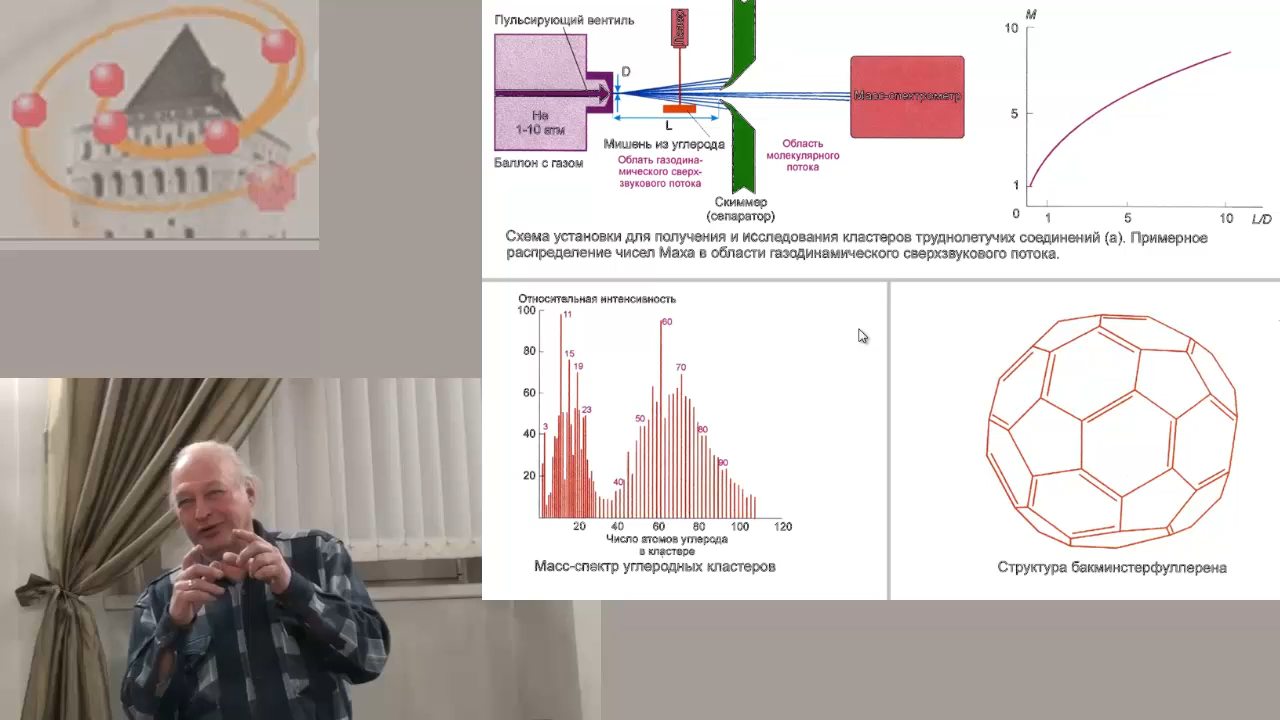 Пульсирующий вентиль
Лазер
D
Не
1-10 атм
L
Баллон с газом
Мишень из углерода
Облать газодина-
мического сверх-
звукового потока
Скиммер
(сепаратор)
Область
молекулярного
потока
Масс-спектрометр
M
10
5
1
0
1
5
10
L/D
Схема установки для получения и исследования кластеров труднолетучих соединений (а). Примерное
распределение чисел Маха в области газодинамического сверхзвукового потока.
Относительная интенсивность
100
80
60
40
20
3
11
15
19
23
40
50
60
70
80
90
20
40
60
80
100
120
Число атомов углерода
в кластере
Масс-спектр углеродных кластеров
Структура бакминстерфуллерена